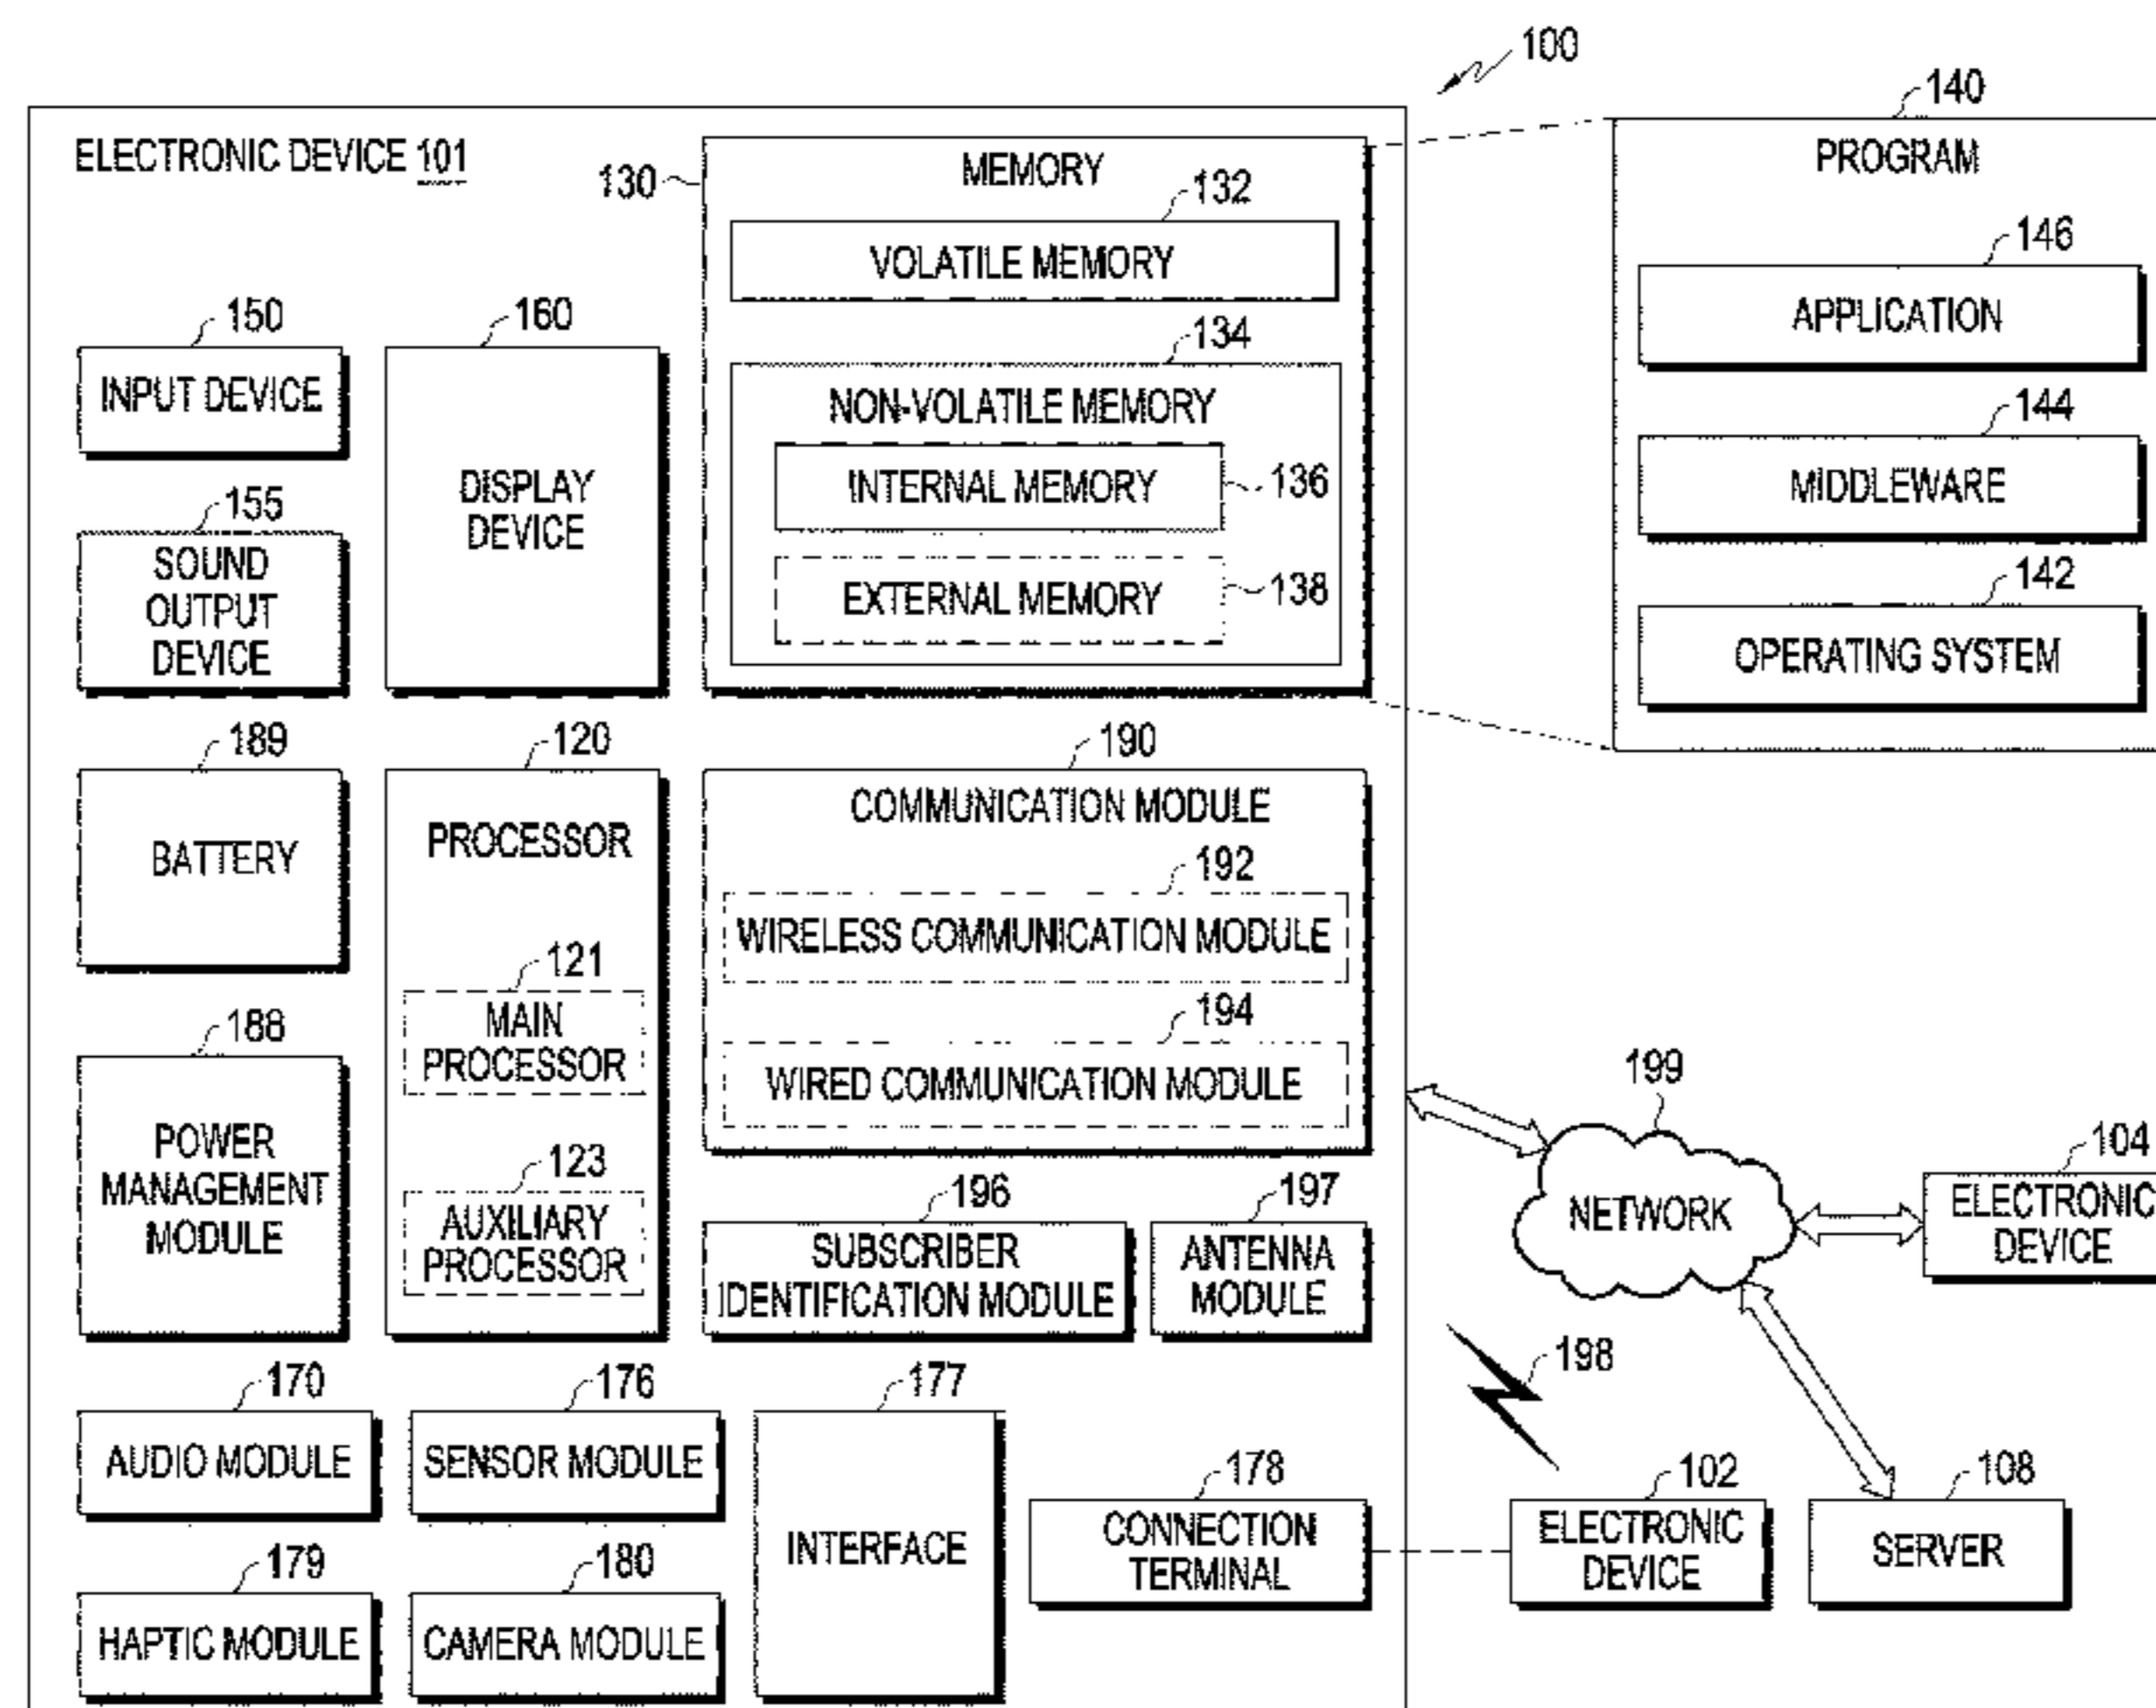 100
ELECTRONIC DEVICE 101
130
MEMORY
132
VOLATILE MEMORY
134
NON-VOLATILE MEMORY
INTERNAL MEMORY
136
EXTERNAL MEMORY
138
140
PROGRAM
146
APPLICATION
144
MIDDLEWARE
142
OPERATING SYSTEM
150
INPUT DEVICE
160
DISPLAY
DEVICE
155
SOUND
OUTPUT
DEVICE
189
BATTERY
120
PROCESSOR
121
MAIN
PROCESSOR
123
AUXILIARY
PROCESSOR
190
COMMUNICATION MODULE
192
WIRELESS COMMUNICATION MODULE
194
WIRED COMMUNICATION MODULE
188
POWER
MANAGEMENT
MODULE
196
SUBSCRIBER
IDENTIFICATION MODULE
197
ANTENNA
MODULE
199
NETWORK
104
ELECTRONIC
DEVICE
198
170
AUDIO MODULE
176
SENSOR MODULE
177
INTERFACE
178
CONNECTION
TERMINAL
102
ELECTRONIC
DEVICE
108
SERVER
179
HAPTIC MODULE
180
CAMERA MODULE